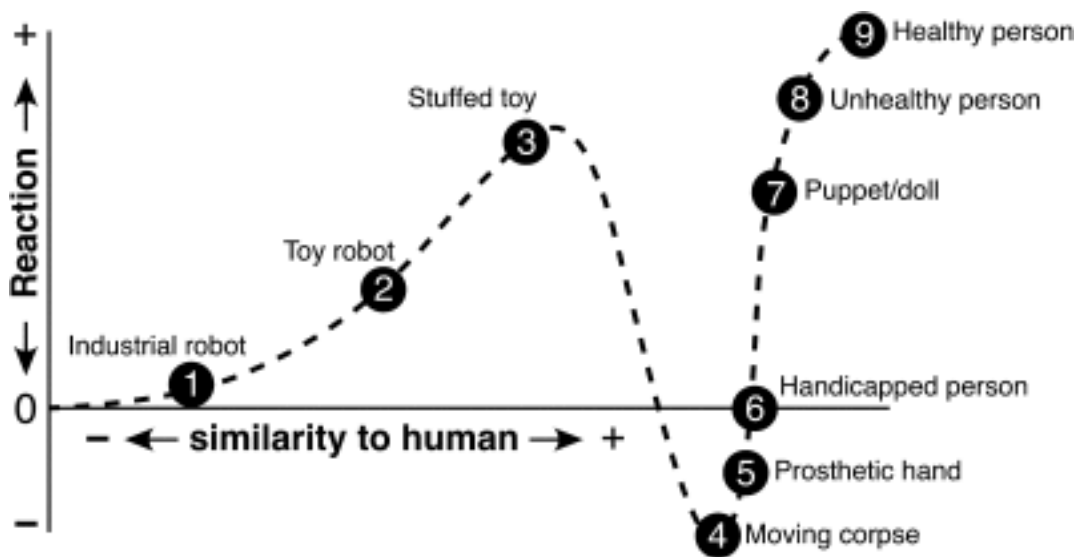 +
9 Healthy person
Stuffed toy
8 Unhealthy person
3
Reaction
7 Puppet/doll
Toy robot
2
Industrial robot
1
Handicapped person
0
6
- similarity to human +
5 Prosthetic hand
-
4 Moving corpse